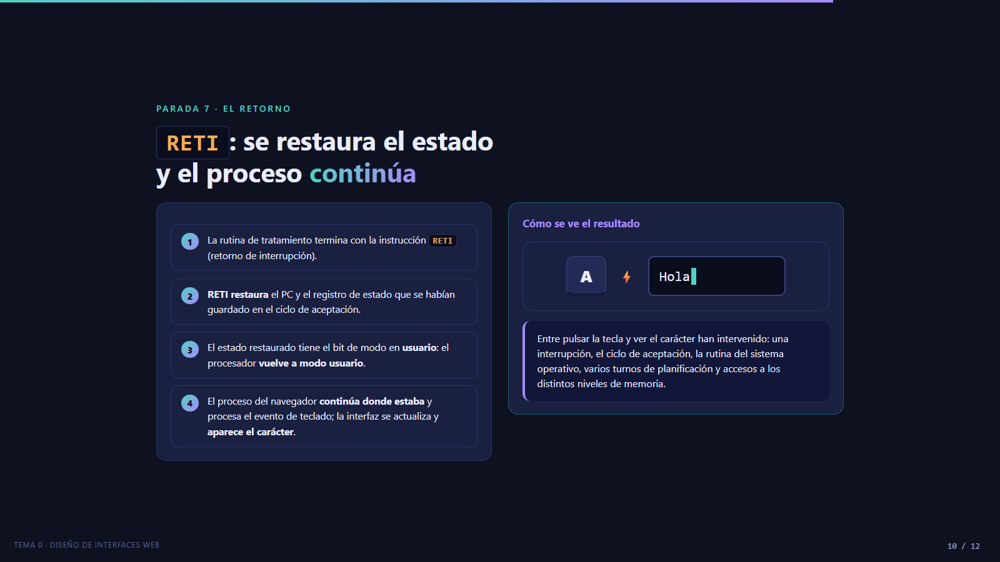 PARADA 7 · EL RETORNO
RETI: se restaura el estado
y el proceso continúa
1
La rutina de tratamiento termina con la instrucción RETI
(retorno de interrupción).
2
RETI restaura el PC y el registro de estado que se habían
guardado en el ciclo de aceptación.
3
El estado restaurado tiene el bit de modo en usuario: el
procesador vuelve a modo usuario.
4
El proceso del navegador continúa donde estaba y
procesa el evento de teclado; la interfaz se actualiza y
aparece el carácter.
Cómo se ve el resultado
A
Hola
Entre pulsar la tecla y ver el carácter han intervenido: una
interrupción, el ciclo de aceptación, la rutina del sistema
operativo, varios turnos de planificación y accesos a los
distintos niveles de memoria.
TEMA 0 · DISEÑO DE INTERFACES WEB
10 / 12